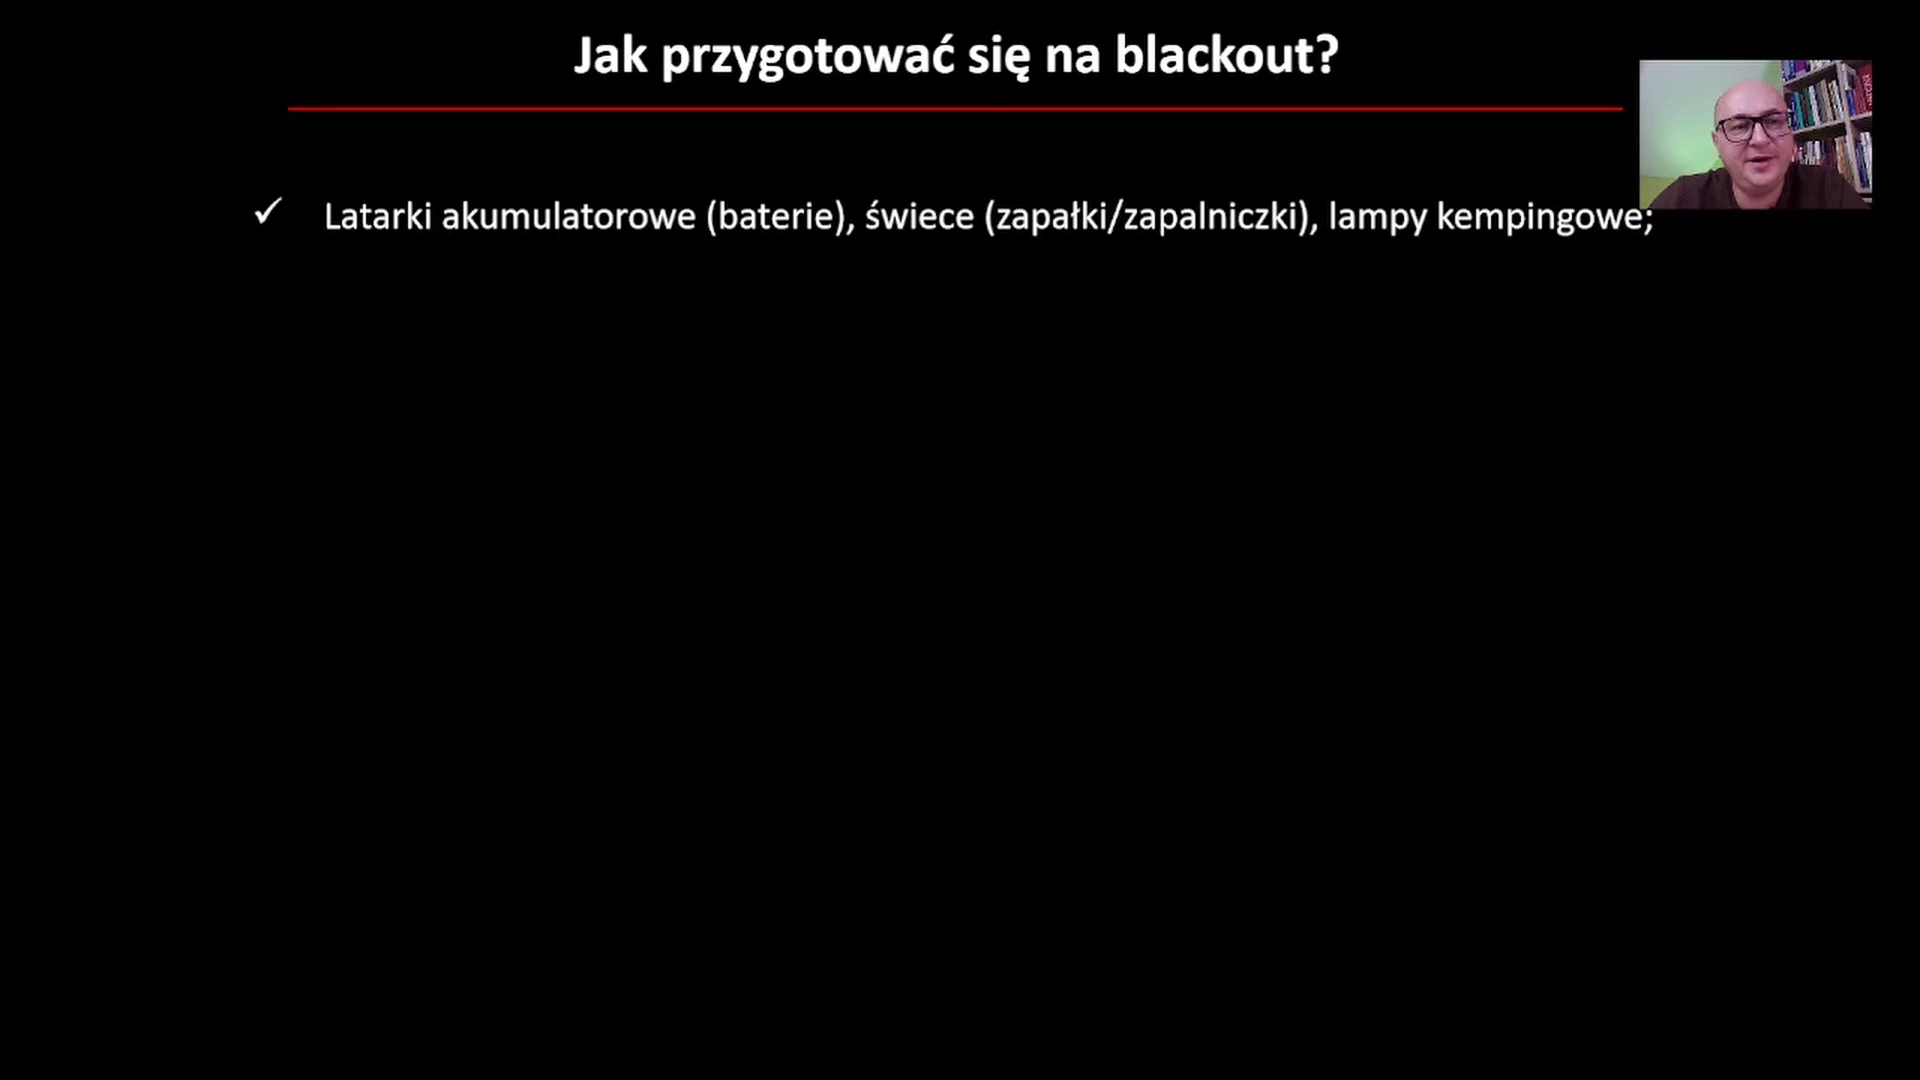 Jak przygotować się na blackout?
✓ Latarki akumulatorowe (baterie), świece (zapałki/zapalniczki), lampy kempingowe;